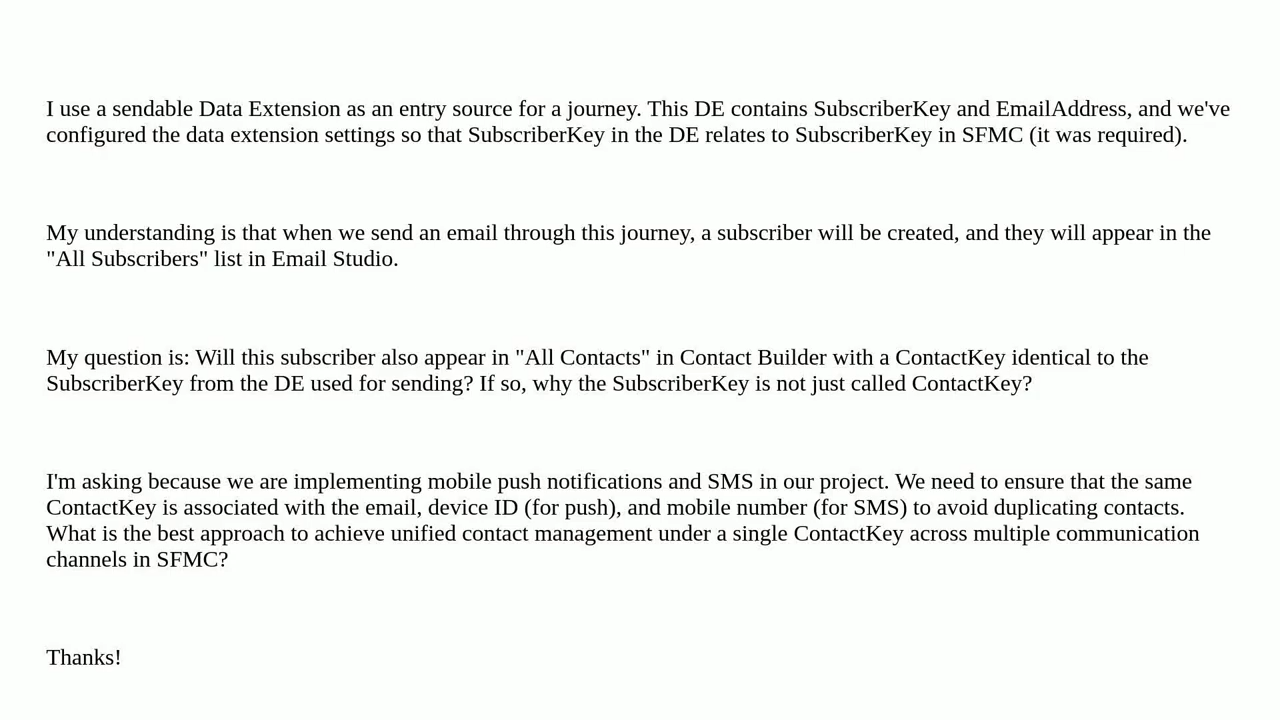 I use a sendable Data Extension as an entry source for a journey. This DE contains SubscriberKey and EmailAddress, and we've
configured the data extension settings so that SubscriberKey in the DE relates to SubscriberKey in SFMC (it was required).
My understanding is that when we send an email through this journey, a subscriber will be created, and they will appear in the
"All Subscribers" list in Email Studio.
My question is: Will this subscriber also appear in "All Contacts" in Contact Builder with a ContactKey identical to the
SubscriberKey from the DE used for sending? If so, why the SubscriberKey is not just called ContactKey?
I'm asking because we are implementing mobile push notifications and SMS in our project. We need to ensure that the same
ContactKey is associated with the email, device ID (for push), and mobile number (for SMS) to avoid duplicating contacts.
What is the best approach to achieve unified contact management under a single ContactKey across multiple communication
channels in SFMC?
Thanks!